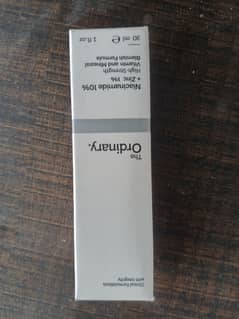 Clinical Formulations
with Integrity
The
Ordinary.
Niacinamide 10%
+ Zinc 1%
High-Strength
Vitamin and Mineral
Blemish Formula
30 ml ℮ 1 fl.oz